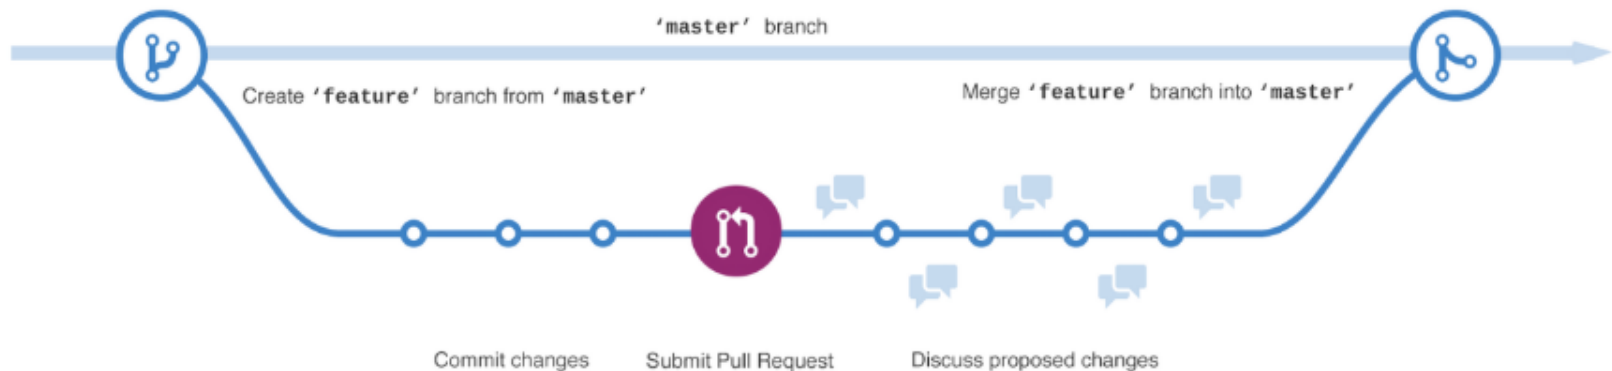 ‘master’ branch
Create ‘feature’ branch from ‘master’
Merge ‘feature’ branch into ‘master’
Commit changes
Submit Pull Request
Discuss proposed changes